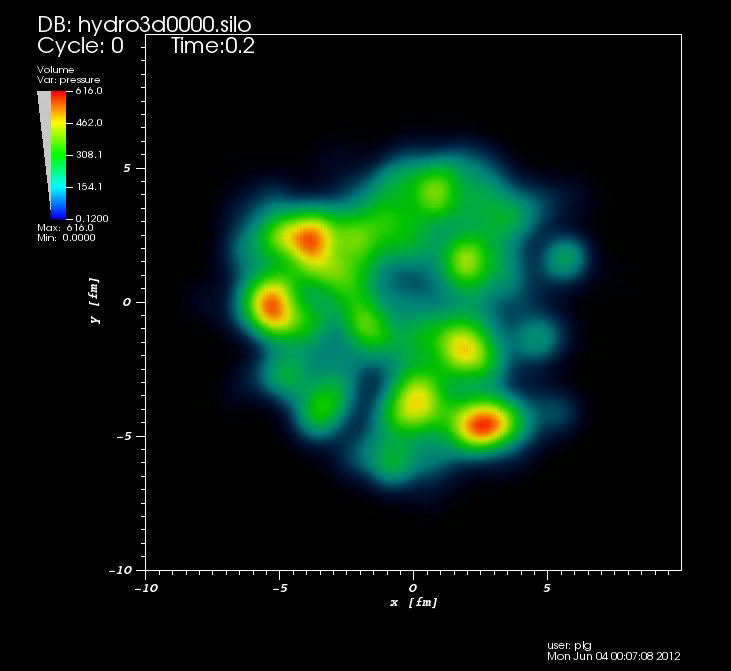 DB: hydro3d0000.silo
Cycle: 0 Time:0.2
Volume
Var: pressure
616.0
462.0
308.1
154.1
0.1200
Max: 616.0
Min: 0.0000
5
0
-5
-10
Y [fm]
-10 -5 0 5
x [fm]
user: plg
Mon Jun 04 00:07:08 2012